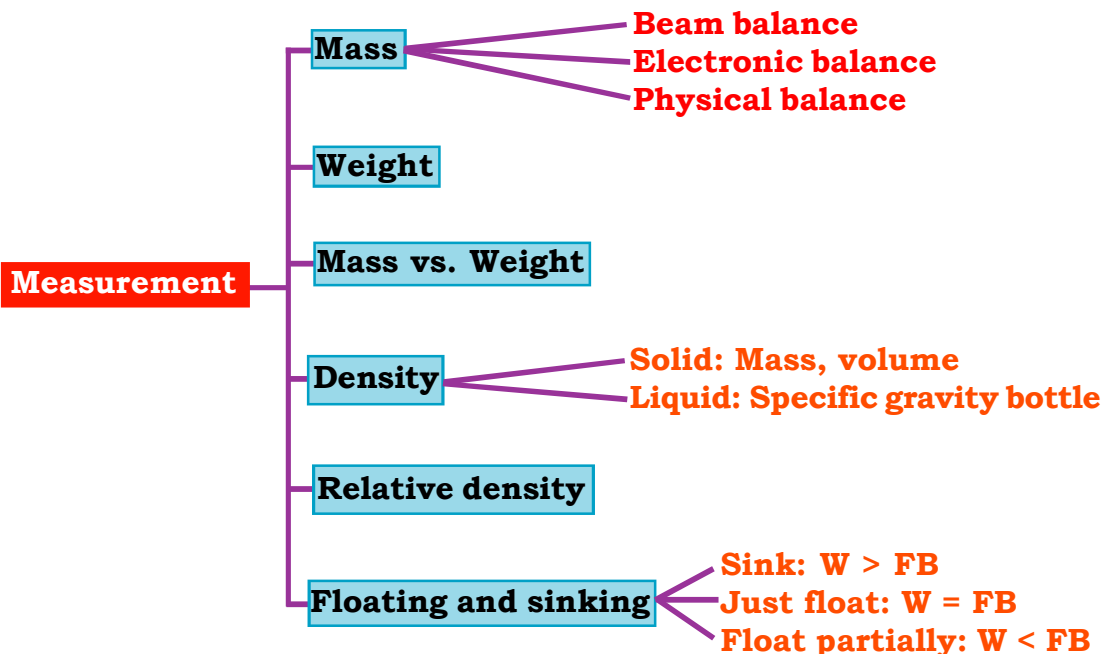 Measurement
Mass
Beam balance
Electronic balance
Physical balance
Weight
Mass vs. Weight
Density
Solid: Mass, volume
Liquid: Specific gravity bottle
Relative density
Floating and sinking
Sink: W > FB
Just float: W = FB
Float partially: W < FB